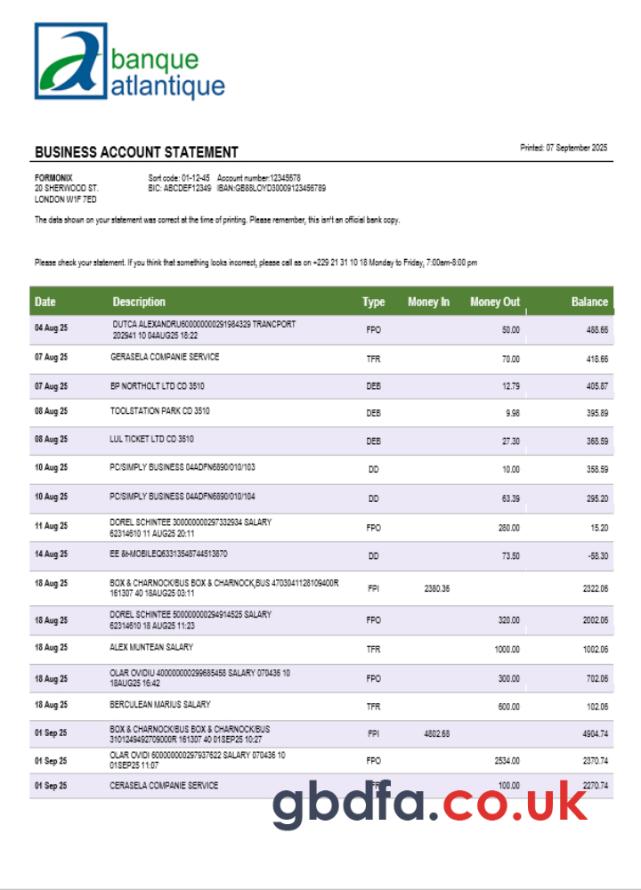 banque
atlantique
BUSINESS ACCOUNT STATEMENT
Printed: 07 September 2025
FORMONIX
20 SHERWOOD ST.
LONDON W1F 7ED
Sort code: 01-12-45 Account number:12345678
BIC: ABCDEF12349 IBAN:GB88LOYD30009123456789
The data shown on your statement was correct at the time of printing. Please remember, this isn't an official bank copy.
Please check your statement. If you think that something looks incorrect, please call as on +229 21 31 10 18 Monday to Friday, 7:00am-8:00 pm
Date Description Type Money In Money Out Balance
04 Aug 25 DUTCA ALEXANDRU600000000291984329 TRANCPORT
202941 10 04AUG25 18:22 FPO 50.00 488.66
07 Aug 25 GERASELA COMPANIE SERVICE TFR 70.00 418.66
07 Aug 25 BP NORTHOLT LTD CD 3510 DEB 12.79 405.87
08 Aug 25 TOOLSTATION PARK CD 3510 DEB 9.98 395.89
08 Aug 25 LUL TICKET LTD CD 3510 DEB 27.30 368.59
10 Aug 25 PC/SIMPLY BUSINESS 04ADFN6890/010/103 DD 10.00 358.59
10 Aug 25 PC/SIMPLY BUSINESS 04ADFN6890/010/104 DD 63.39 295.20
11 Aug 25 DOREL SCHINTEE 300000000297332934 SALARY
62314610 11 AUG25 20:11 FPO 280.00 15.20
14 Aug 25 EE &t-MOBILEQ63313548744513870 DD 73.50 -58.30
18 Aug 25 BOX & CHARNOCK/BUS BOX & CHARNOCK,BUS 4703041128109400R
161307 40 18AUG25 03:11 FPI 2380.36 2322.06
18 Aug 25 DOREL SCHINTEE 500000000294914525 SALARY
62314610 18 AUG25 11:23 FPO 320.00 2002.06
18 Aug 25 ALEX MUNTEAN SALARY TFR 1000.00 1002.06
18 Aug 25 OLAR OVIDIU 400000000299685458 SALARY 070436 10
18AUG25 16:42 FPO 300.00 702.06
18 Aug 25 BERCULEAN MARIUS SALARY TFR 600.00 102.06
01 Sep 25 BOX & CHARNOCK/BUS BOX & CHARNOCK/BUS
3101249492709000R 161307 40 01SEP25 10:27 FPI 4802.68 4904.74
01 Sep 25 OLAR OVIDI 600000000297937622 SALARY 070436 10
01SEP25 11:07 FPO 2534.00 2370.74
01 Sep 25 CERASELA COMPANIE SERVICE TFR 100.00 2270.74
gbdfa.co.uk